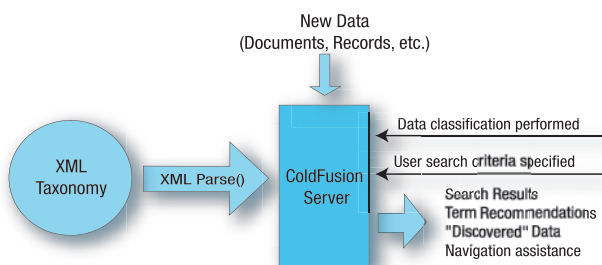 New Data
(Documents, Records, etc.)
Data classification performed
XML
Taxonomy
XML Parse()
ColdFusion
Server
User search criteria specified
Search Results
Term Recommendations
"Discovered" Data
Navigation assistance